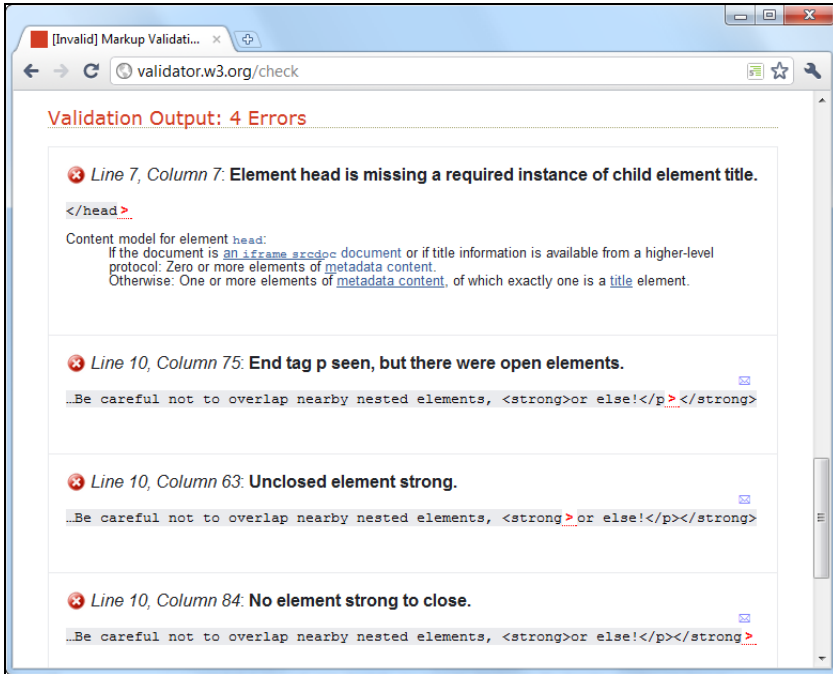 [Invalid] Markup Validati...
validator.w3.org/check
Validation Output: 4 Errors
Line 7, Column 7: Element head is missing a required instance of child element title.
</head>
Content model for element head:
If the document is an iframe srcdoc document or if title information is available from a higher-level
protocol: Zero or more elements of metadata content.
Otherwise: One or more elements of metadata content, of which exactly one is a title element.
Line 10, Column 75: End tag p seen, but there were open elements.
…Be careful not to overlap nearby nested elements, <strong>or else!</p></strong>
Line 10, Column 63: Unclosed element strong.
…Be careful not to overlap nearby nested elements, <strong>or else!</p></strong>
Line 10, Column 84: No element strong to close.
…Be careful not to overlap nearby nested elements, <strong>or else!</p></strong>